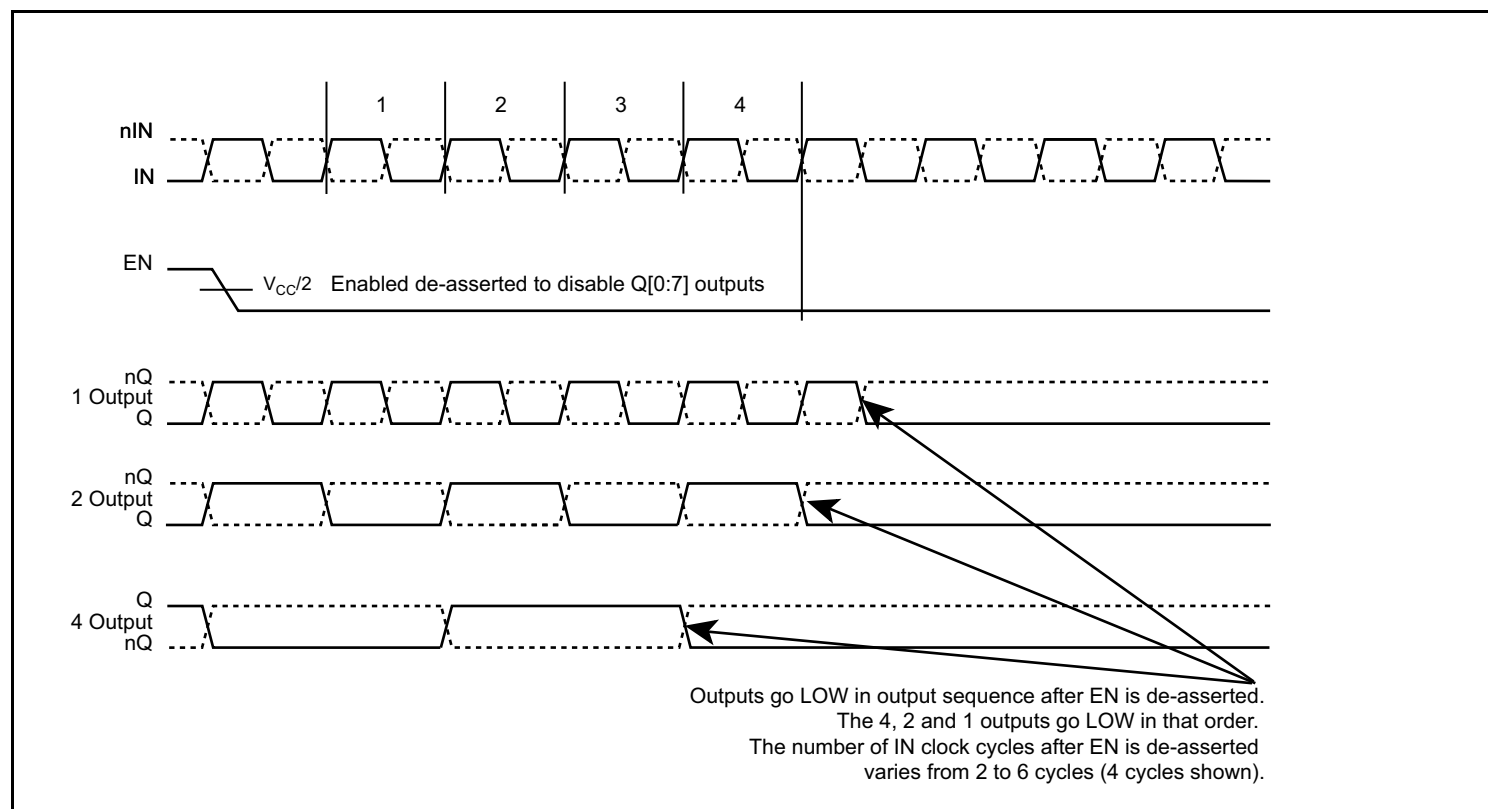 1 2 3 4
nIN
IN
EN
VCC/2 Enabled de-asserted to disable Q[0:7] outputs
nQ
1 Output
Q
nQ
2 Output
Q
Q
4 Output
nQ
Outputs go LOW in output sequence after EN is de-asserted.
The 4, 2 and 1 outputs go LOW in that order.
The number of IN clock cycles after EN is de-asserted
varies from 2 to 6 cycles (4 cycles shown).